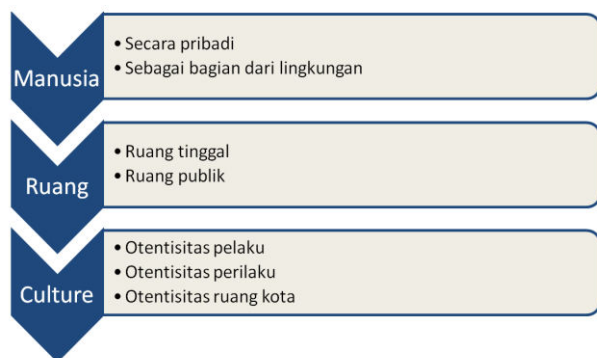 Manusia
• Secara pribadi
• Sebagai bagian dari lingkungan
Ruang
• Ruang tinggal
• Ruang publik
Culture
• Otentisitas pelaku
• Otentisitas perilaku
• Otentisitas ruang kota